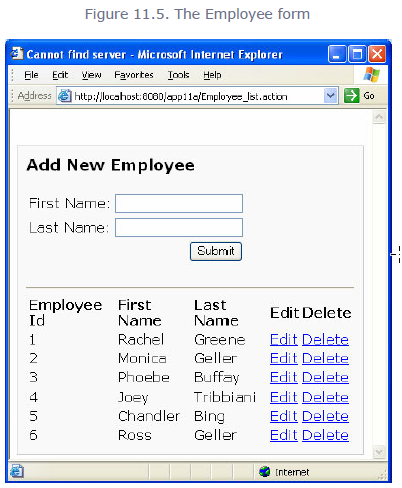 Figure 11.5. The Employee form
Cannot find server - Microsoft Internet Explorer
File Edit View Favorites Tools Help
Address http://localhost:8080/app11a/Employee_list.action Go
Add New Employee
First Name:
Last Name:
Submit
Employee Id First Name Last Name Edit Delete
1 Rachel Greene Edit Delete
2 Monica Geller Edit Delete
3 Phoebe Buffay Edit Delete
4 Joey Tribbiani Edit Delete
5 Chandler Bing Edit Delete
6 Ross Geller Edit Delete
Internet